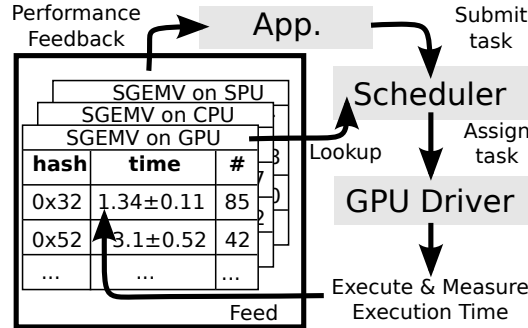 Performance
Feedback
App.
Submit
task
SGEMV on SPU
SGEMV on CPU
SGEMV on GPU
hash time #
0x32 1.34±0.11 85
0x52 3.1±0.52 42
... ... ...
Lookup
Scheduler
Assign
task
GPU Driver
Execute & Measure
Execution Time
Feed